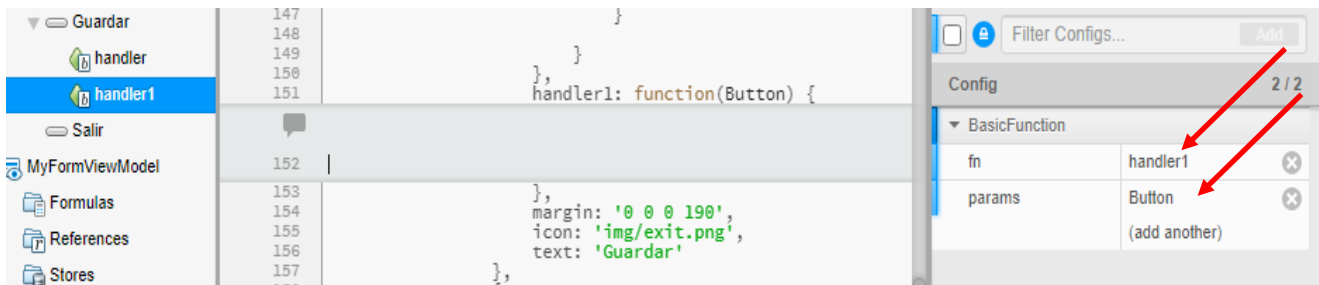 Guardar
handler
handler1
Salir
MyFormViewModel
Formulas
References
Stores
147 }
148
149 }
150 },
151 handler1: function(Button) {
152
153 },
154 margin: '0 0 0 190',
155 icon: 'img/exit.png',
156 text: 'Guardar'
157 },
Filter Configs... Add
Config 2 / 2
BasicFunction
fn handler1
params Button
(add another)